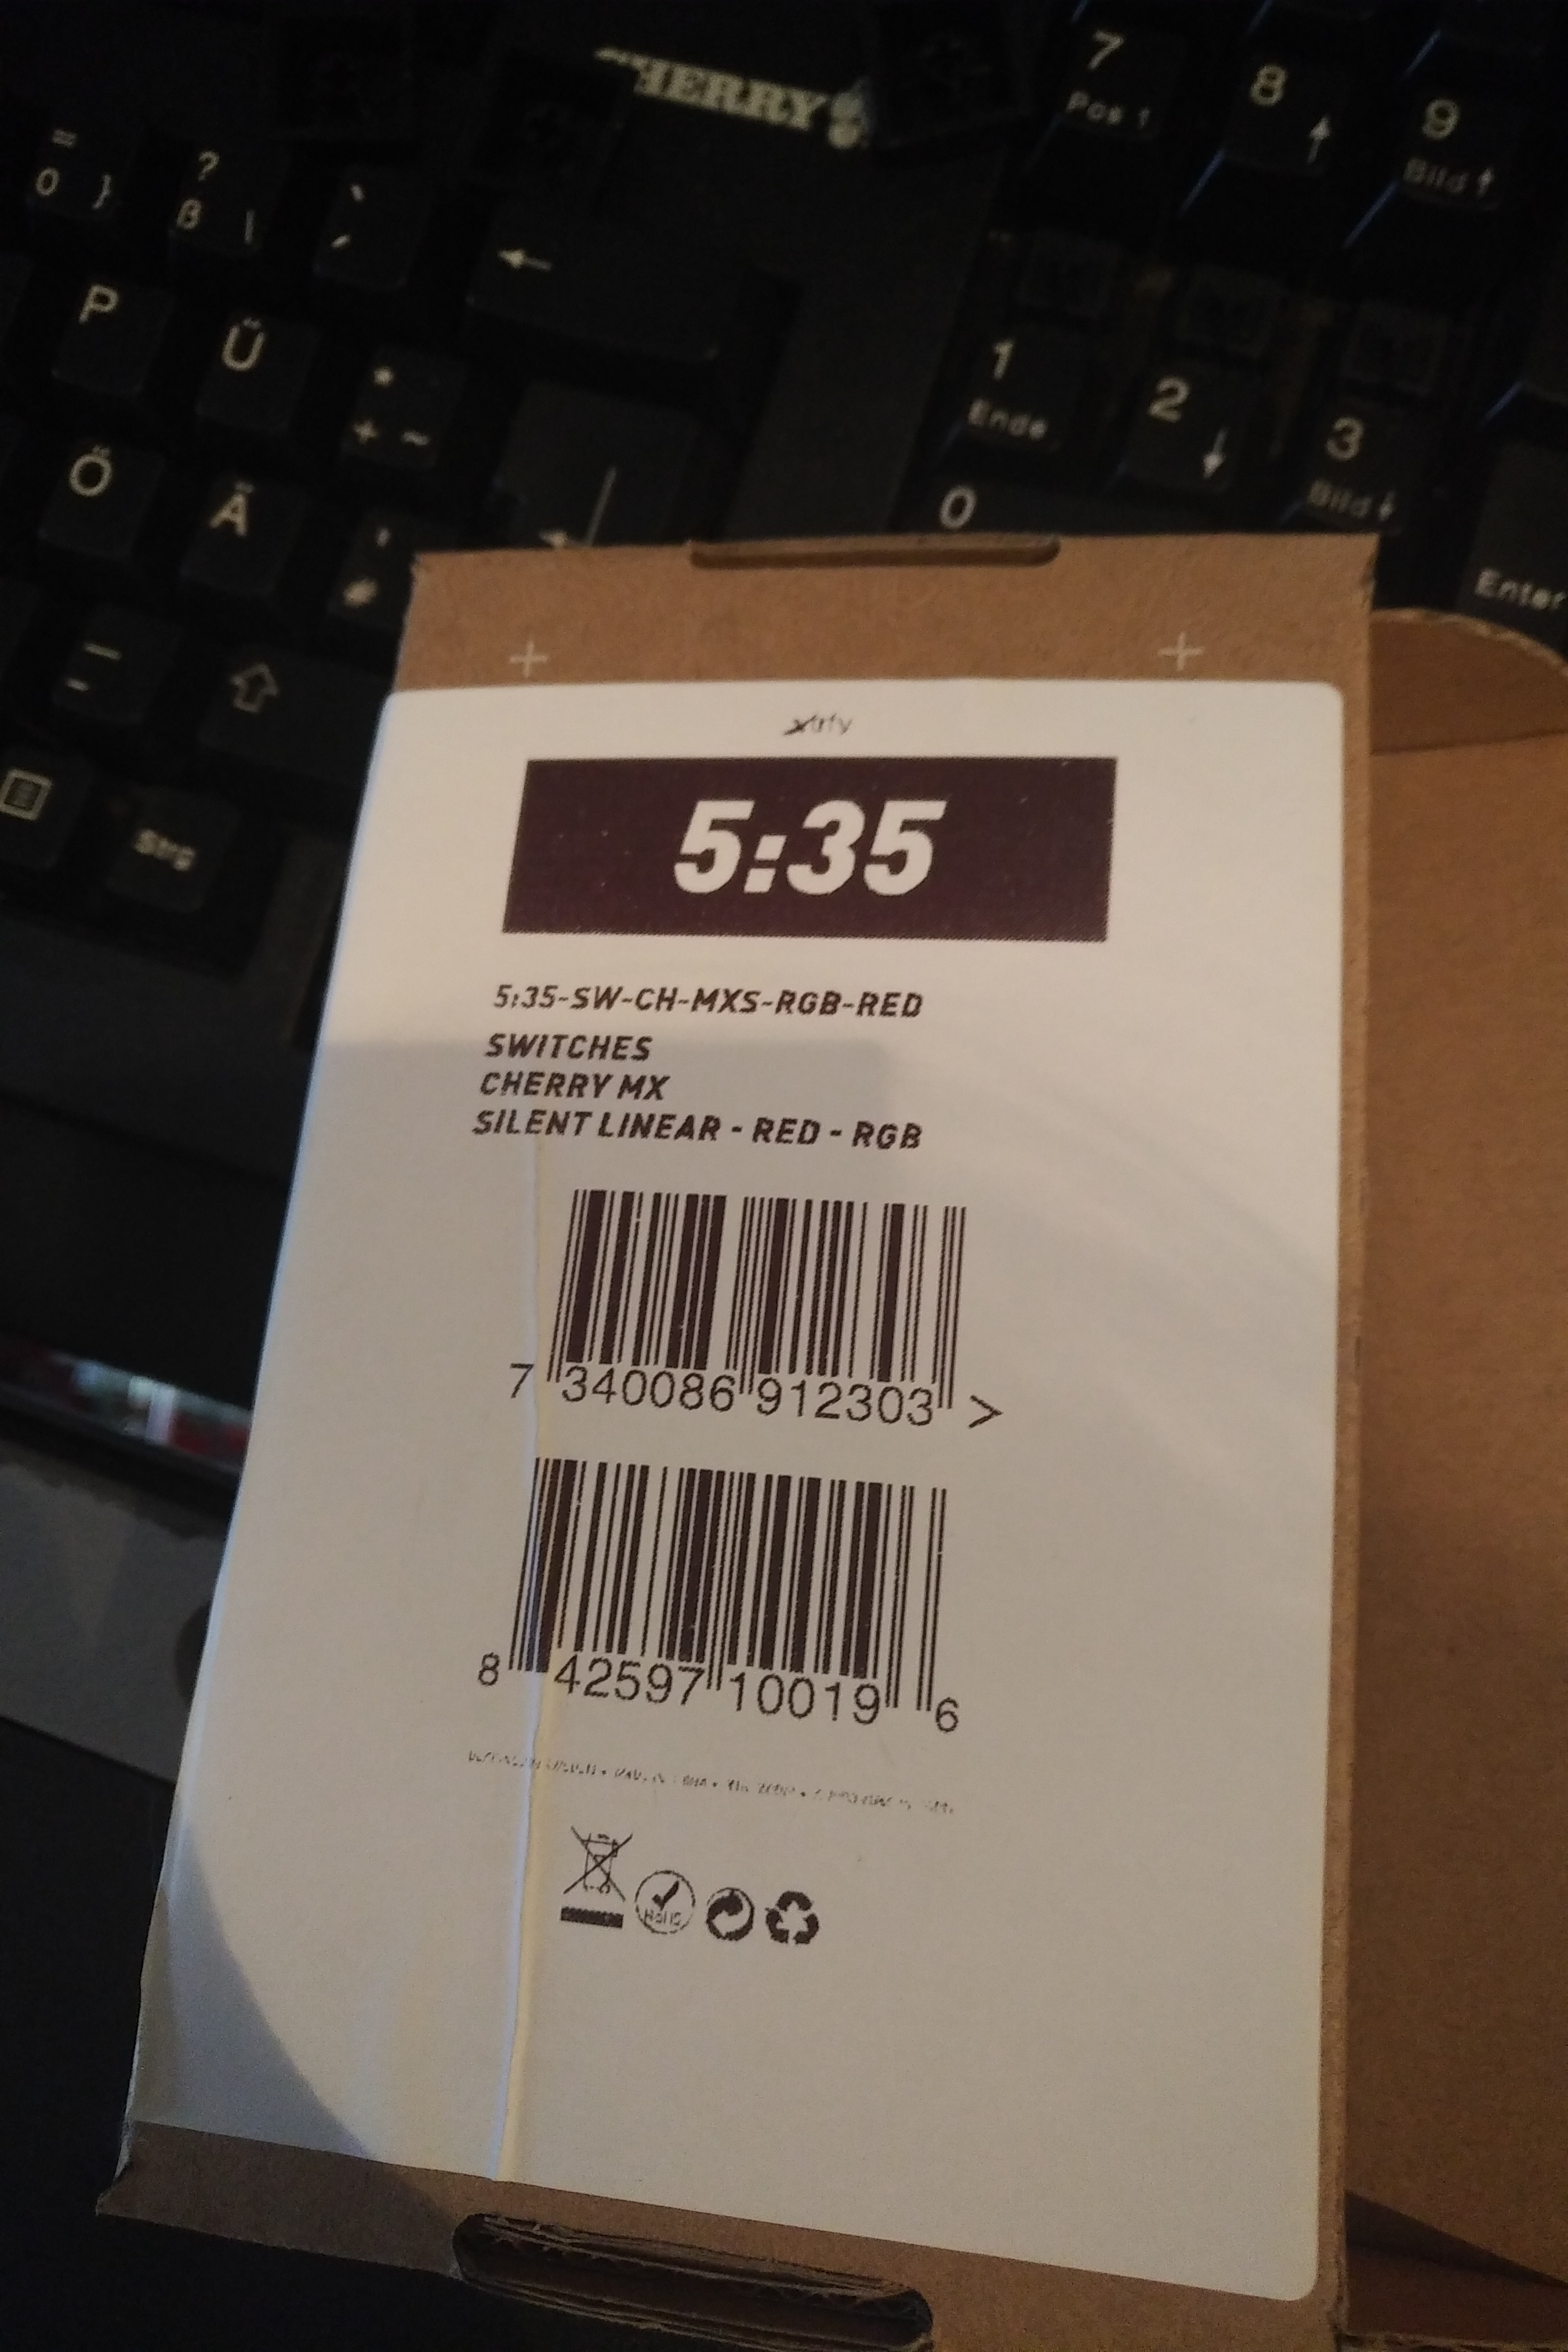 CHERRY
7 8 9
Pos 1 ↑ Bild ↑
= ? `
0 } ß \ ´
←
P Ü *
+ ~
1 2 3
Ende ↓ Bild ↓
Ö Ä '
#
0
Enter
_
-
Strg
xtrfy
5:35
5:35-SW-CH-MXS-RGB-RED
SWITCHES
CHERRY MX
SILENT LINEAR - RED - RGB
7 340086 912303 >
8 42597 10019 6
RoHS